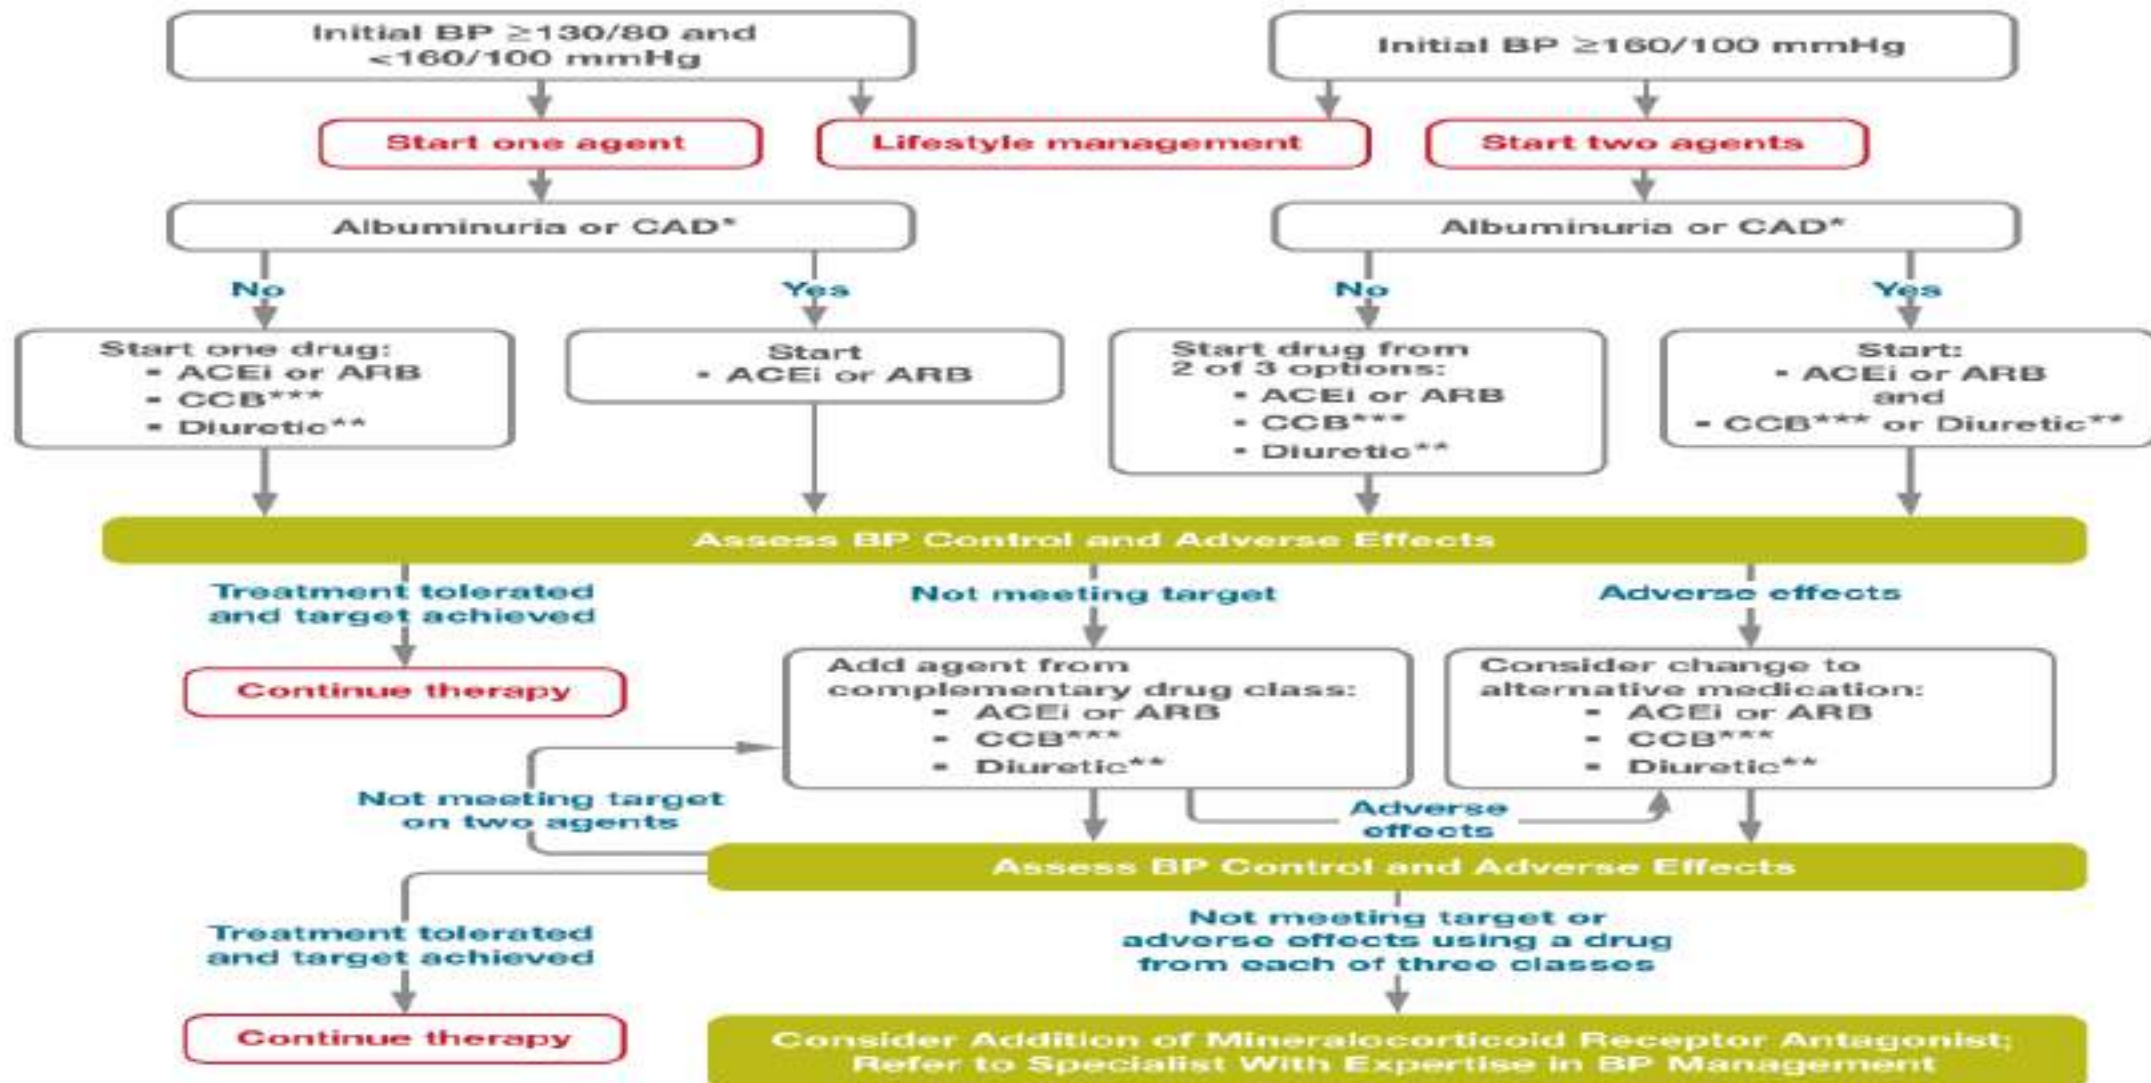 Initial BP ≥130/80 and
<160/100 mmHg
Initial BP ≥160/100 mmHg
Start one agent
Lifestyle management
Start two agents
Albuminuria or CAD*
Albuminuria or CAD*
No
Yes
No
Yes
Start one drug:
▪ ACEi or ARB
▪ CCB***
▪ Diuretic**
Start
▪ ACEi or ARB
Start drug from
2 of 3 options:
▪ ACEi or ARB
▪ CCB***
▪ Diuretic**
Start:
▪ ACEi or ARB
and
▪ CCB*** or Diuretic**
Assess BP Control and Adverse Effects
Treatment tolerated
and target achieved
Not meeting target
Adverse effects
Continue therapy
Add agent from
complementary drug class:
▪ ACEi or ARB
▪ CCB***
▪ Diuretic**
Consider change to
alternative medication:
▪ ACEi or ARB
▪ CCB***
▪ Diuretic**
Not meeting target
on two agents
Adverse
effects
Assess BP Control and Adverse Effects
Treatment tolerated
and target achieved
Not meeting target or
adverse effects using a drug
from each of three classes
Continue therapy
Consider Addition of Mineralocorticoid Receptor Antagonist;
Refer to Specialist With Expertise in BP Management